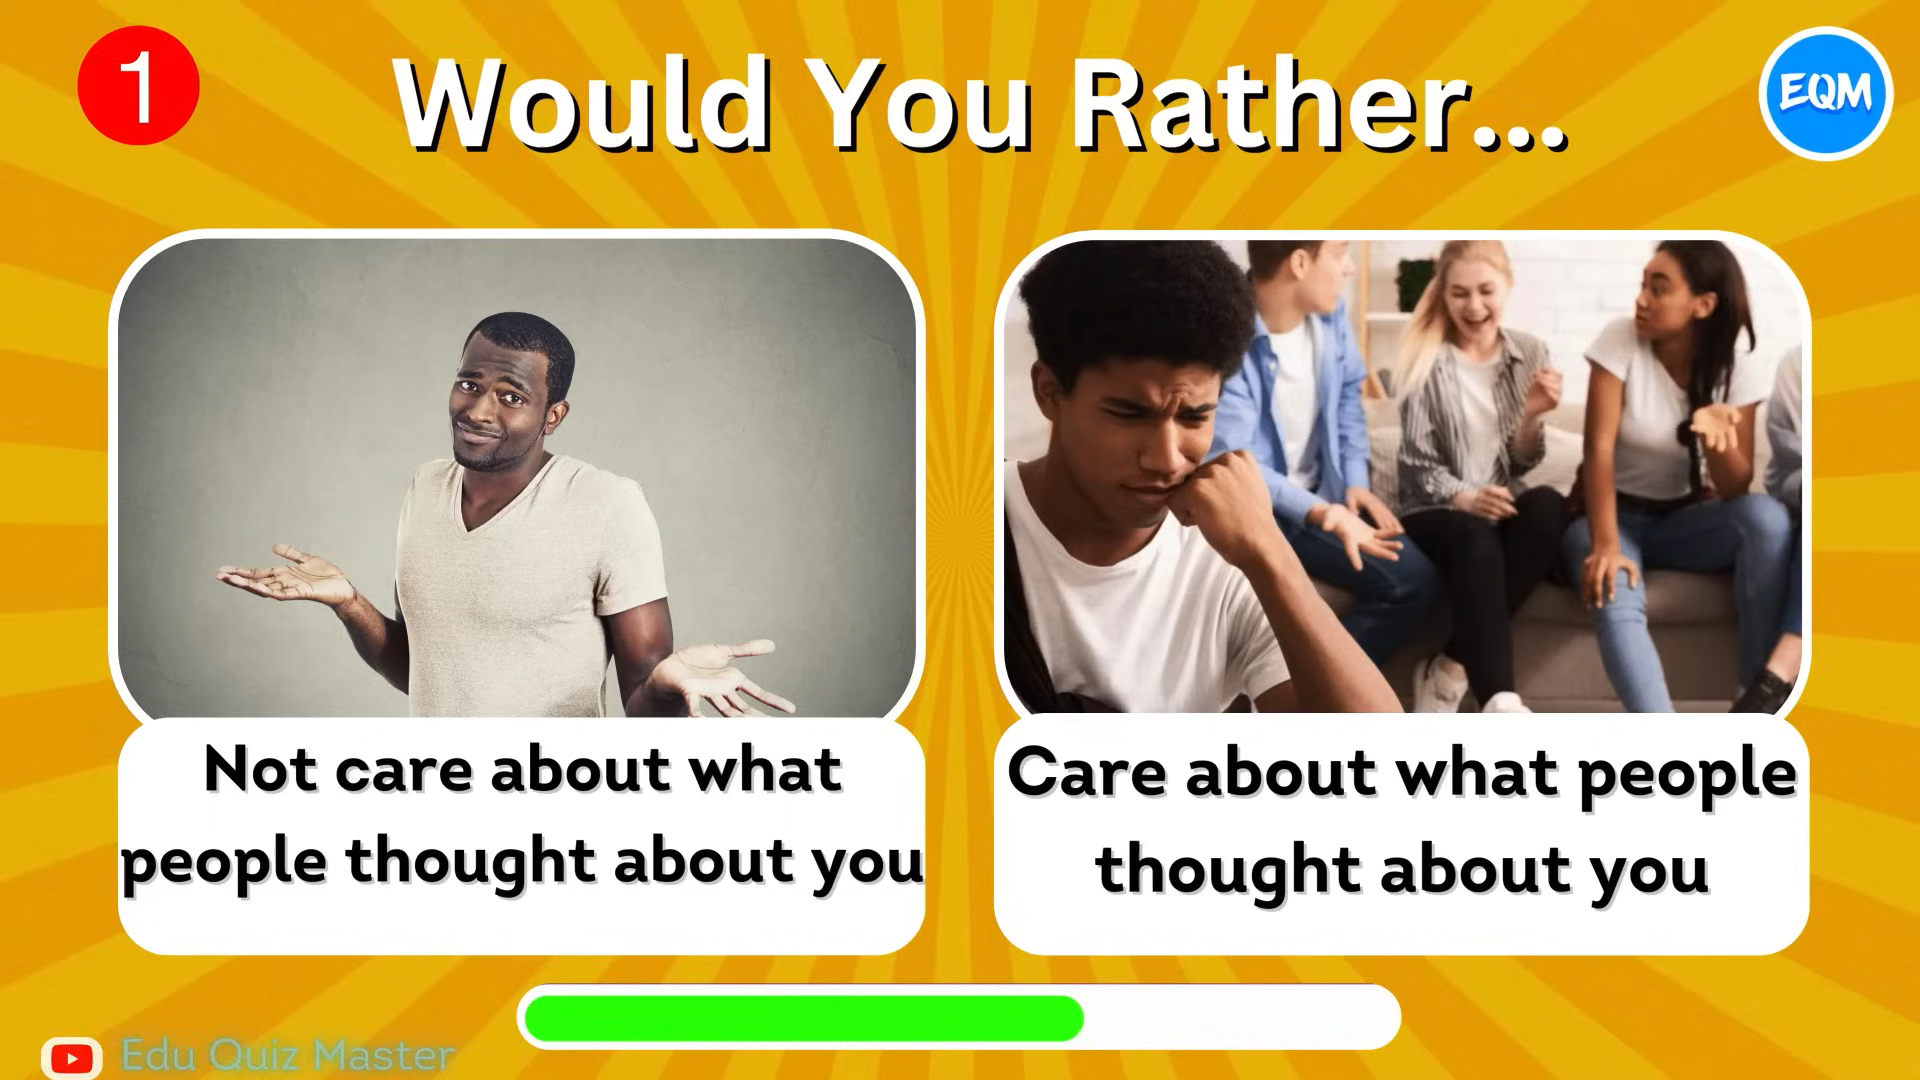 1
Would You Rather...
EQM
Not care about what
people thought about you
Care about what people
thought about you
Edu Quiz Master